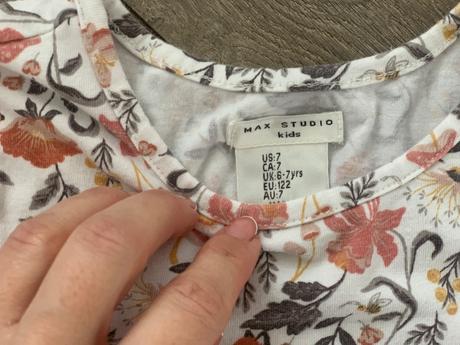 MAX STUDIO
kids
US:7
CA:7
UK:6-7yrs
EU:122
AU:7